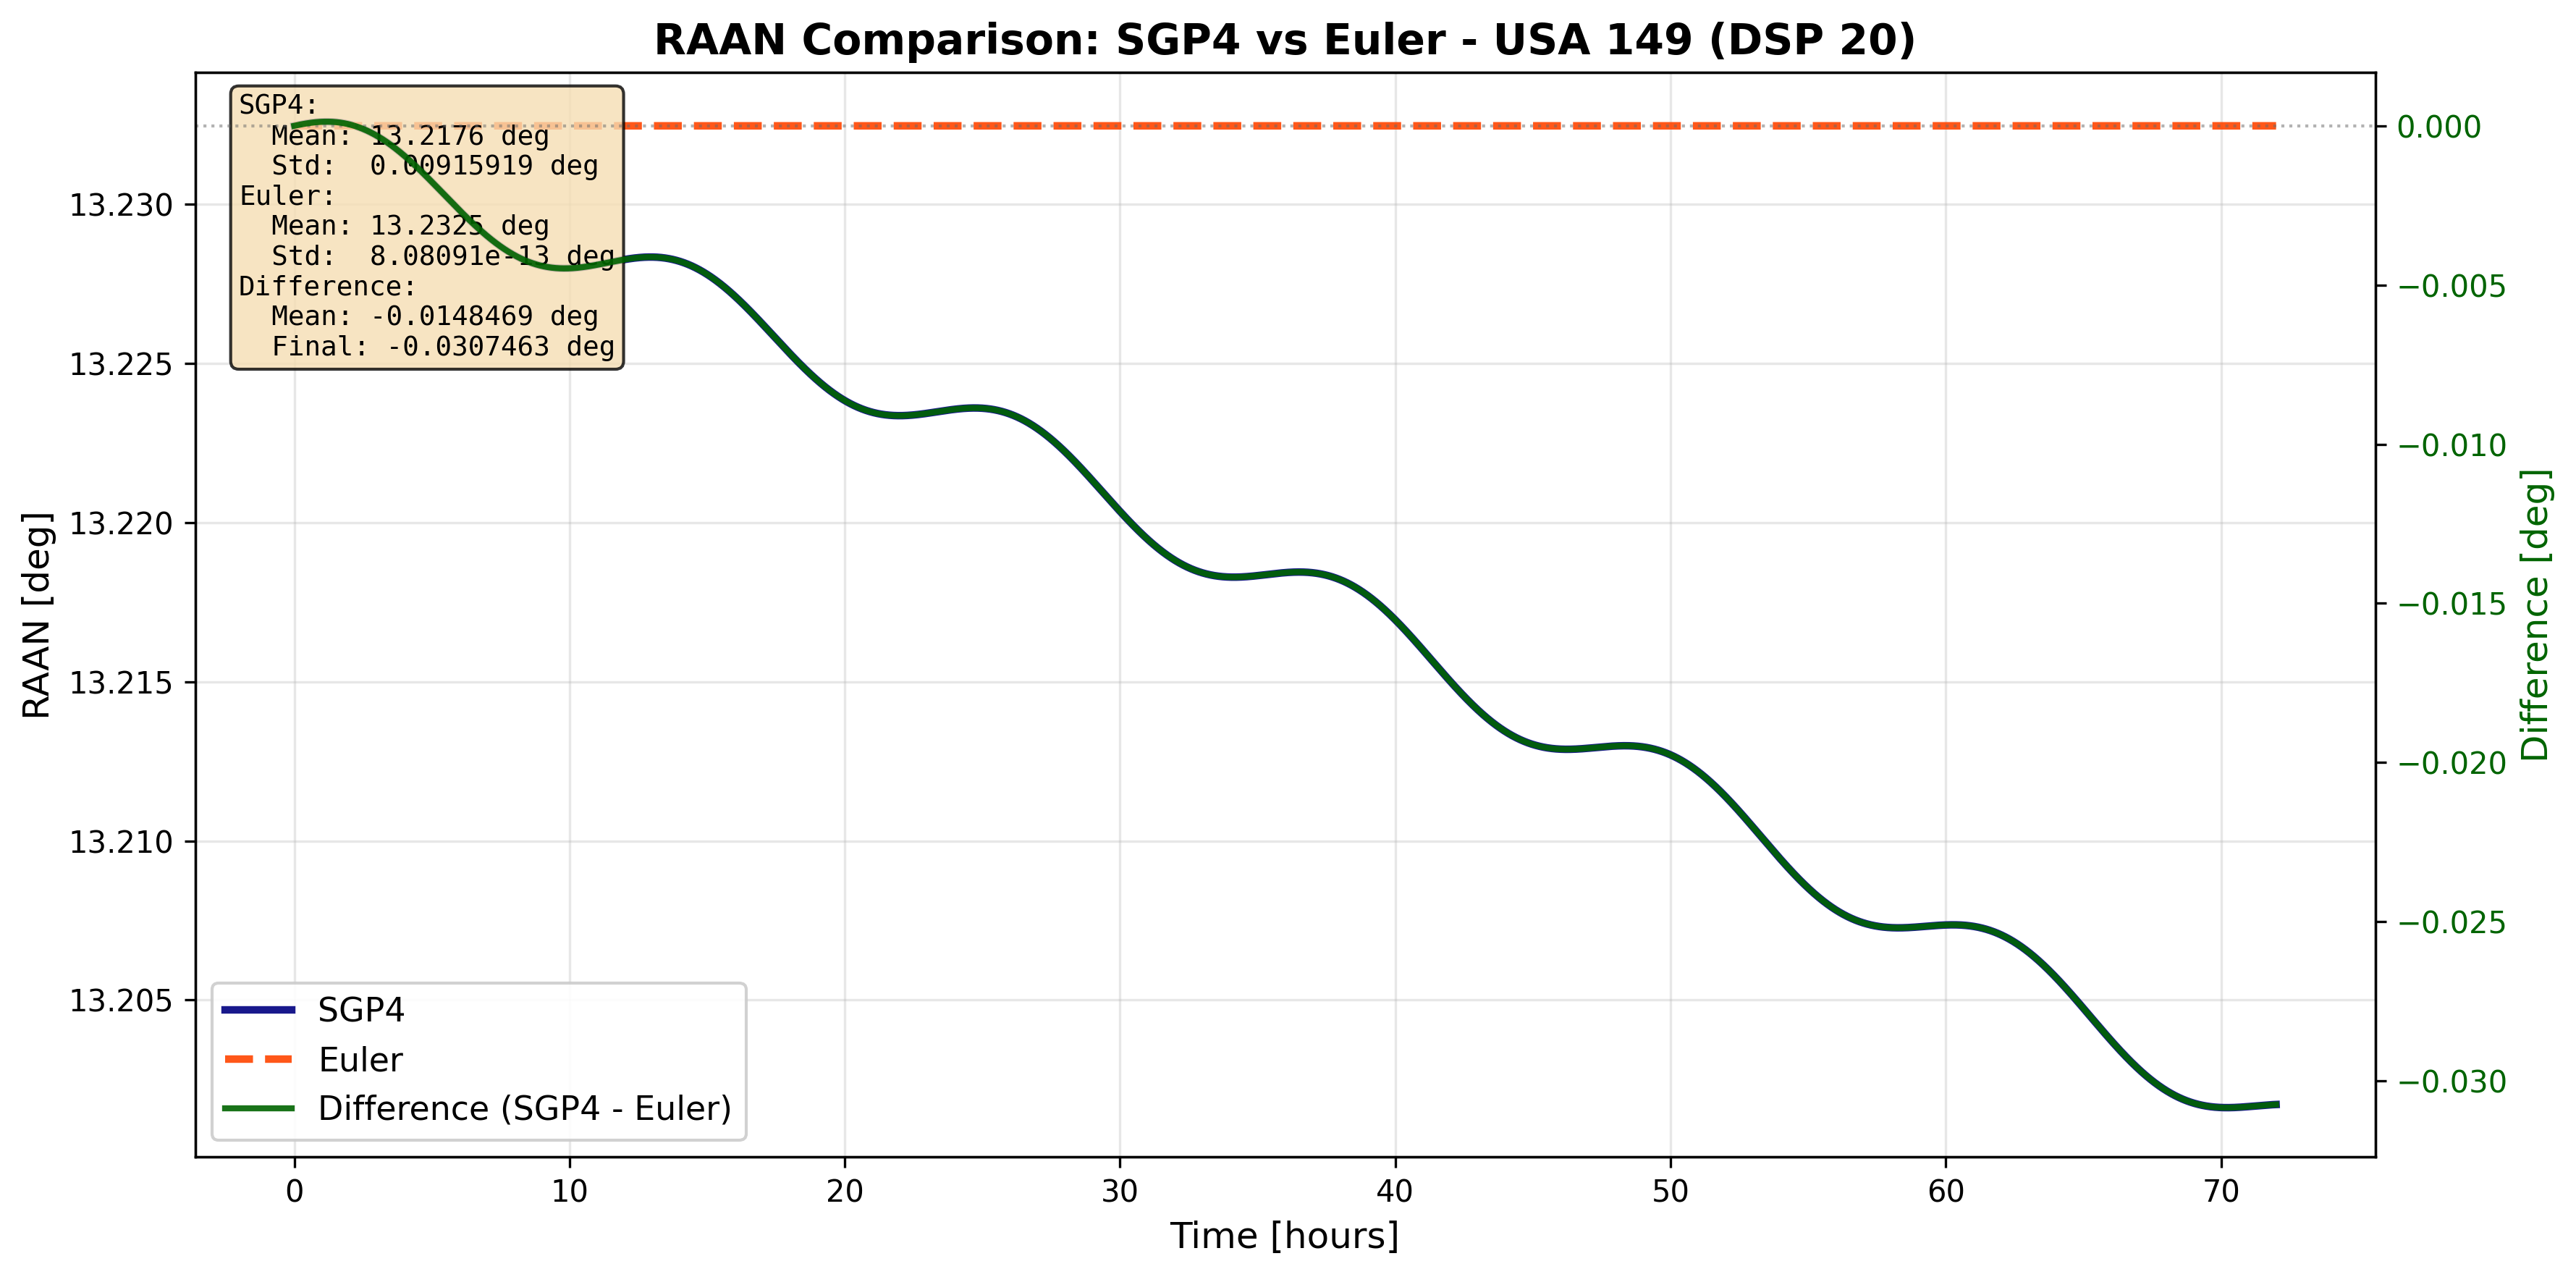 RAAN Comparison: SGP4 vs Euler - USA 149 (DSP 20)
SGP4:
Mean: 13.2176 deg
Std: 0.00915919 deg
Euler:
Mean: 13.2325 deg
Std: 8.08091e-13 deg
Difference:
Mean: -0.0148469 deg
Final: -0.0307463 deg
RAAN [deg]
13.230
13.225
13.220
13.215
13.210
13.205
0.000
−0.005
−0.010
−0.015
−0.020
−0.025
−0.030
Difference [deg]
SGP4
Euler
Difference (SGP4 - Euler)
0 10 20 30 40 50 60 70
Time [hours]